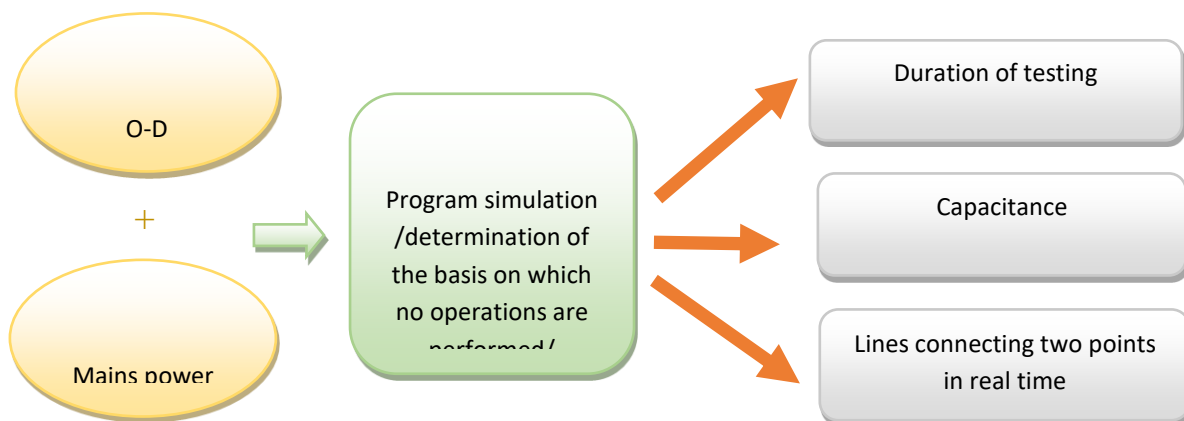 O-D
+
Mains power
Program simulation
/determination of
the basis on which
no operations are
performed/
Duration of testing
Capacitance
Lines connecting two points
in real time